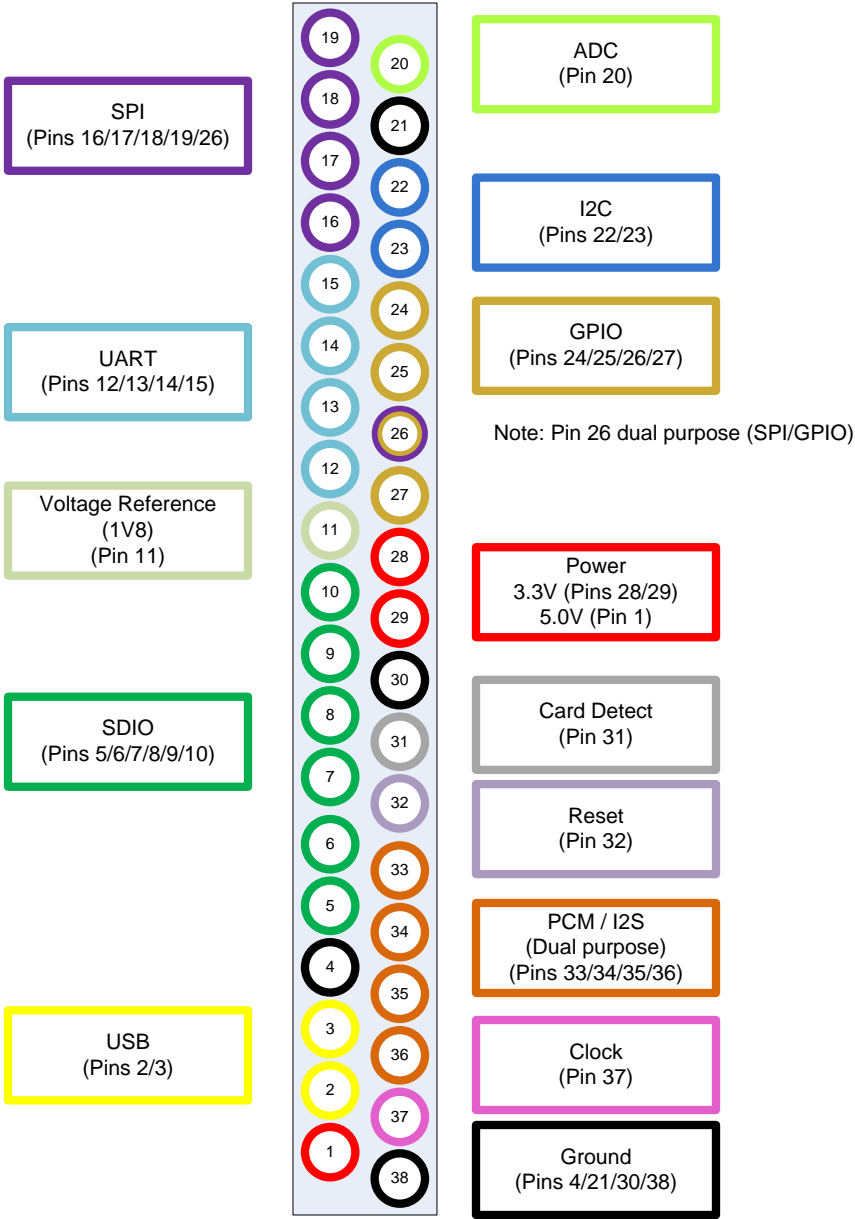 SPI
(Pins 16/17/18/19/26)
UART
(Pins 12/13/14/15)
Voltage Reference
(1V8)
(Pin 11)
SDIO
(Pins 5/6/7/8/9/10)
USB
(Pins 2/3)
19
18
17
16
15
14
13
12
11
10
9
8
7
6
5
4
3
2
1
20
21
22
23
24
25
26
27
28
29
30
31
32
33
34
35
36
37
38
ADC
(Pin 20)
I2C
(Pins 22/23)
GPIO
(Pins 24/25/26/27)
Note: Pin 26 dual purpose (SPI/GPIO)
Power
3.3V (Pins 28/29)
5.0V (Pin 1)
Card Detect
(Pin 31)
Reset
(Pin 32)
PCM / I2S
(Dual purpose)
(Pins 33/34/35/36)
Clock
(Pin 37)
Ground
(Pins 4/21/30/38)